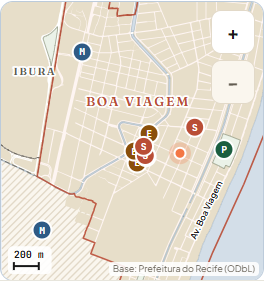 +
M
IBURA
BOA VIAGEM
−
S
E
S
E
E
P
Av. Boa Viagem
M
200 m
Base: Prefeitura do Recife (ODbL)